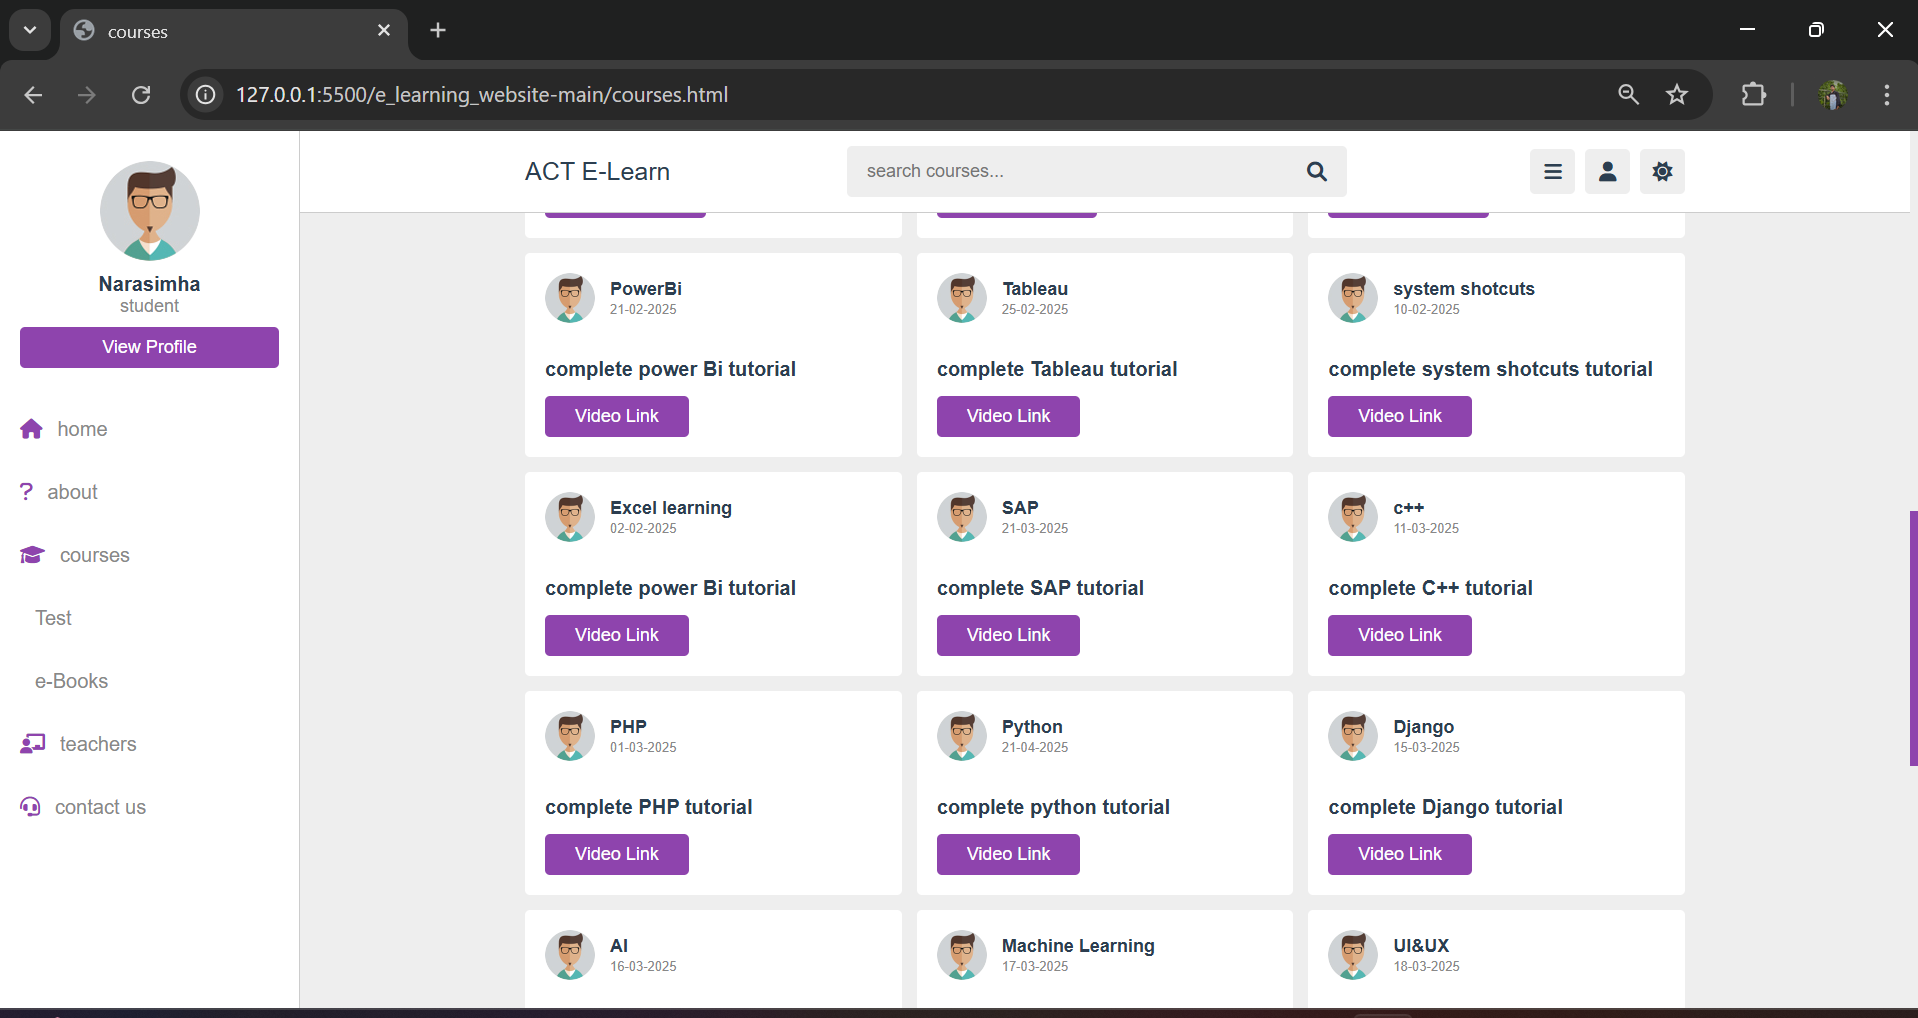 courses
127.0.0.1:5500/e_learning_website-main/courses.html
Narasimha
student
View Profile
home
? about
courses
Test
e-Books
teachers
contact us
ACT E-Learn
search courses...
PowerBi
21-02-2025
complete power Bi tutorial
Video Link
Tableau
25-02-2025
complete Tableau tutorial
Video Link
system shotcuts
10-02-2025
complete system shotcuts tutorial
Video Link
Excel learning
02-02-2025
complete power Bi tutorial
Video Link
SAP
21-03-2025
complete SAP tutorial
Video Link
c++
11-03-2025
complete C++ tutorial
Video Link
PHP
01-03-2025
complete PHP tutorial
Video Link
Python
21-04-2025
complete python tutorial
Video Link
Django
15-03-2025
complete Django tutorial
Video Link
AI
16-03-2025
Machine Learning
17-03-2025
UI&UX
18-03-2025